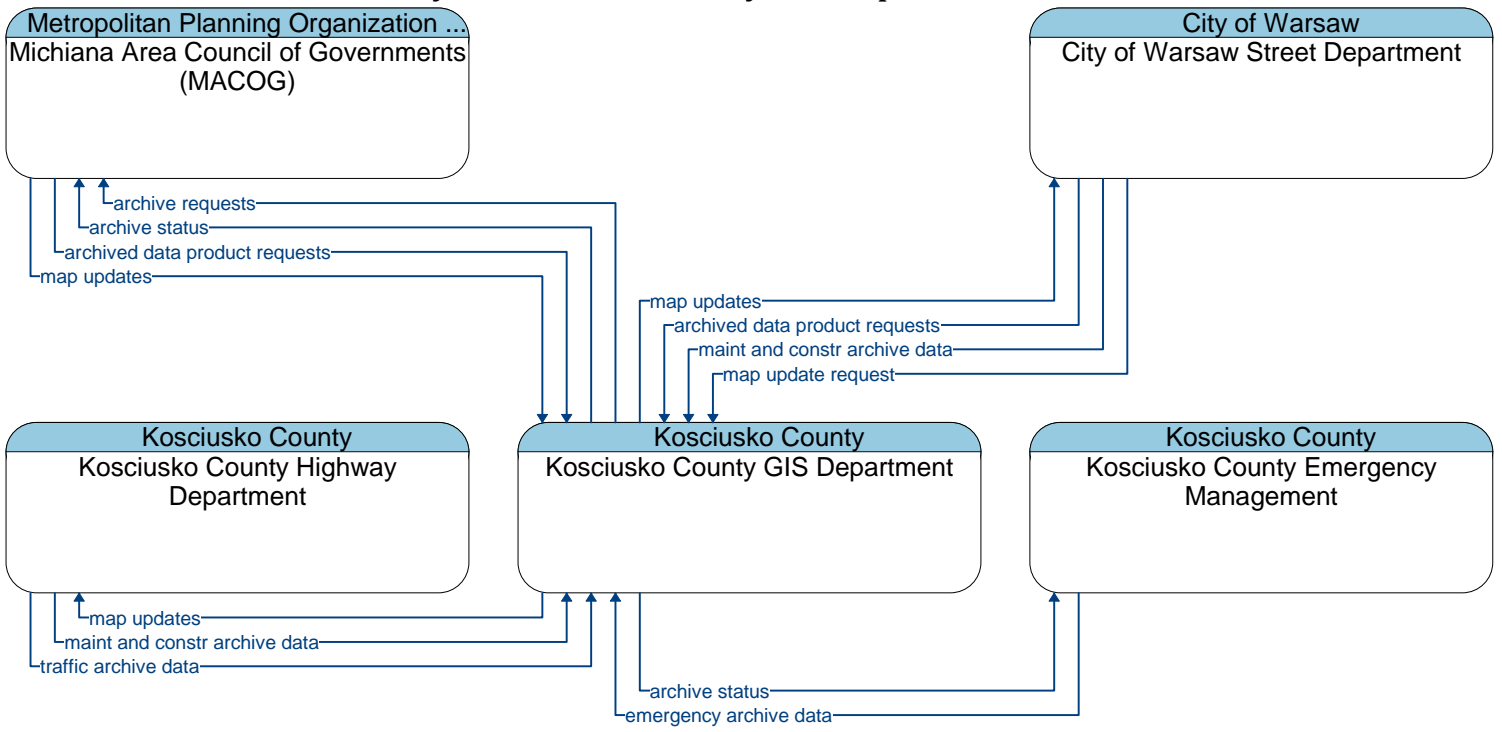 Metropolitan Planning Organization ...
Michiana Area Council of Governments
(MACOG)
City of Warsaw
City of Warsaw Street Department
archive requests
archive status
archived data product requests
map updates
map updates
archived data product requests
maint and constr archive data
map update request
Kosciusko County
Kosciusko County Highway
Department
Kosciusko County
Kosciusko County GIS Department
Kosciusko County
Kosciusko County Emergency
Management
map updates
maint and constr archive data
traffic archive data
archive status
emergency archive data